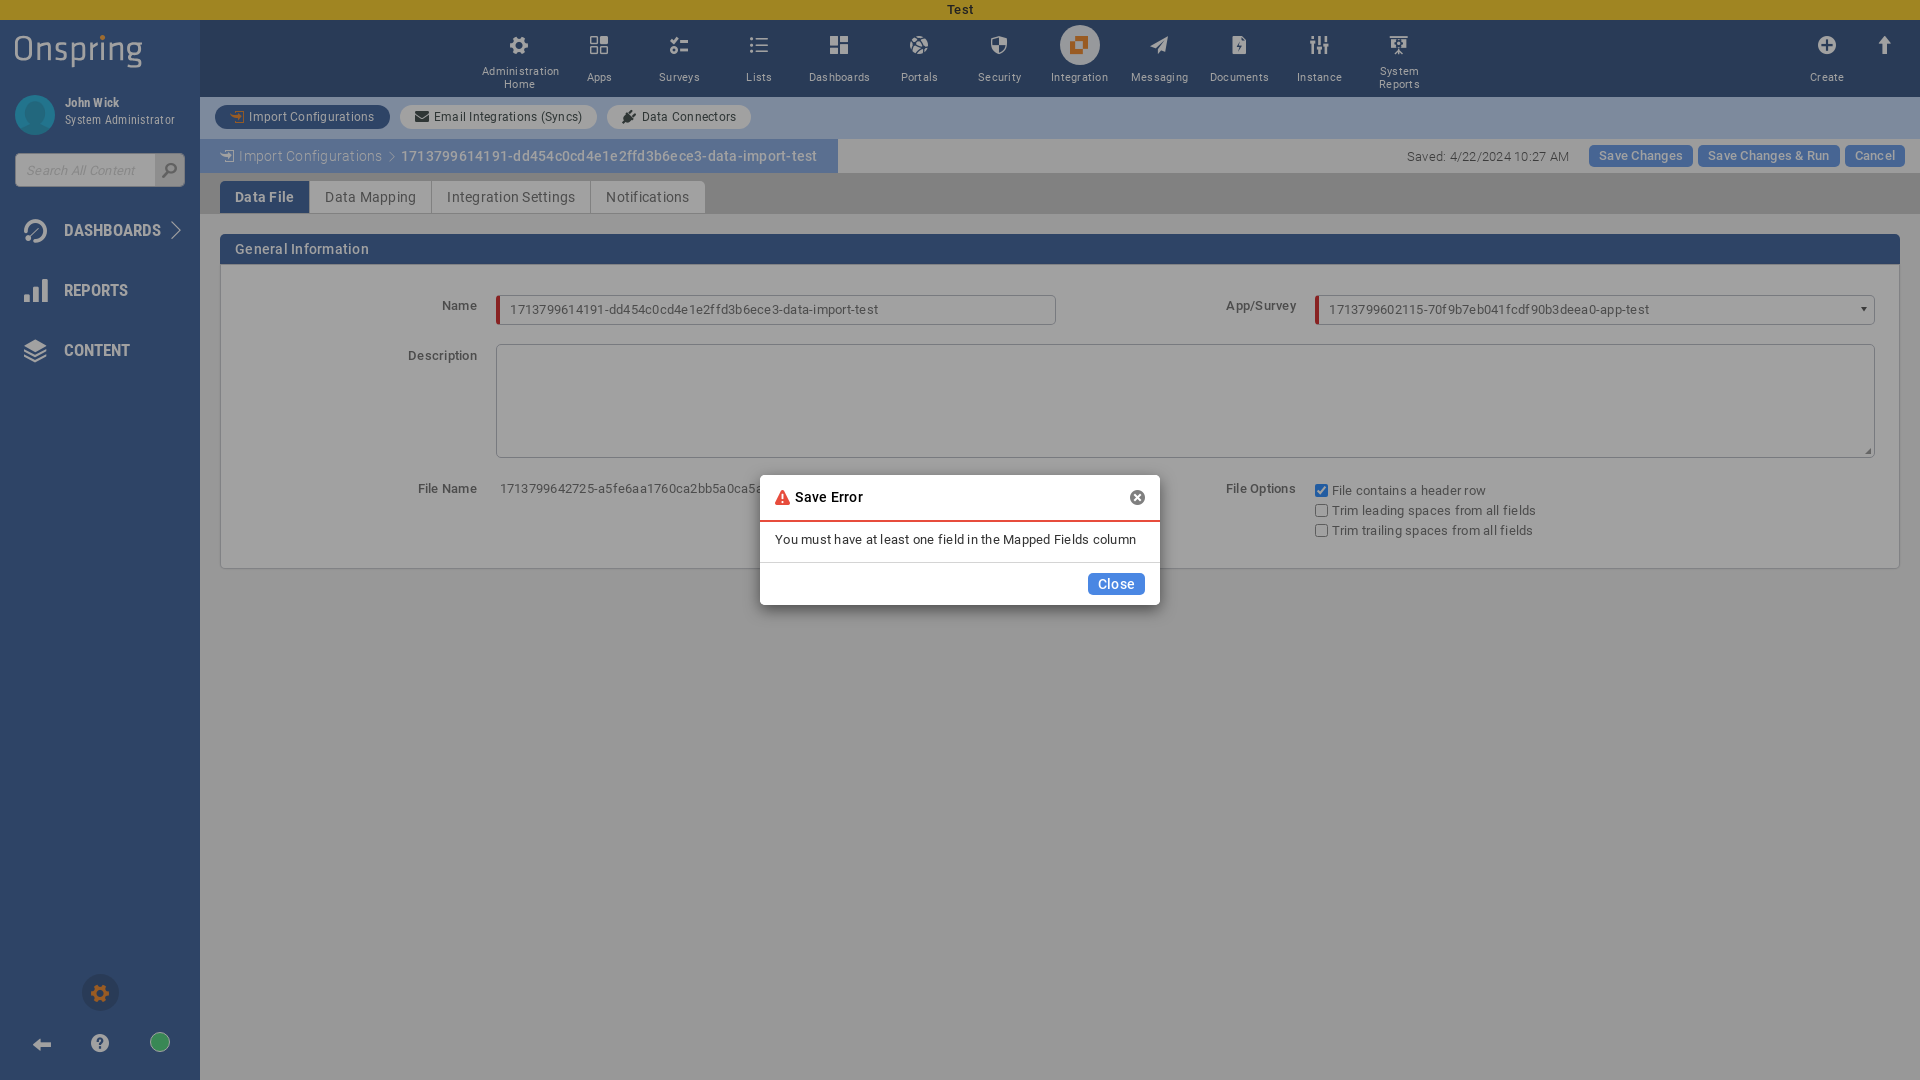 Test
Onspring
John Wick
System Administrator
Search All Content
DASHBOARDS
REPORTS
CONTENT
Administration Home
Apps
Surveys
Lists
Dashboards
Portals
Security
Integration
Messaging
Documents
Instance
System Reports
Create
Import Configurations
Email Integrations (Syncs)
Data Connectors
Import Configurations
1713799614191-dd454c0cd4e1e2ffd3b6ece3-data-import-test
Saved: 4/22/2024 10:27 AM
Save Changes
Save Changes & Run
Cancel
Data File
Data Mapping
Integration Settings
Notifications
General Information
Name
1713799614191-dd454c0cd4e1e2ffd3b6ece3-data-import-test
App/Survey
1713799602115-70f9b7eb041fcdf90b3deea0-app-test
Description
File Name
1713799642725-a5fe6aa1760ca2bb5a0ca5a
File Options
File contains a header row
Trim leading spaces from all fields
Trim trailing spaces from all fields
Save Error
You must have at least one field in the Mapped Fields column
Close